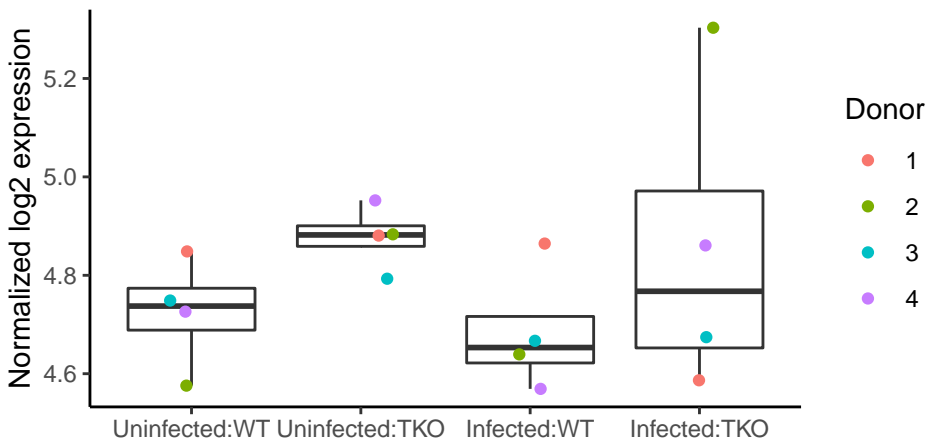 Normalized log2 expression
5.2
5.0
4.8
4.6
Uninfected:WT Uninfected:TKO Infected:WT Infected:TKO
Donor
1
2
3
4